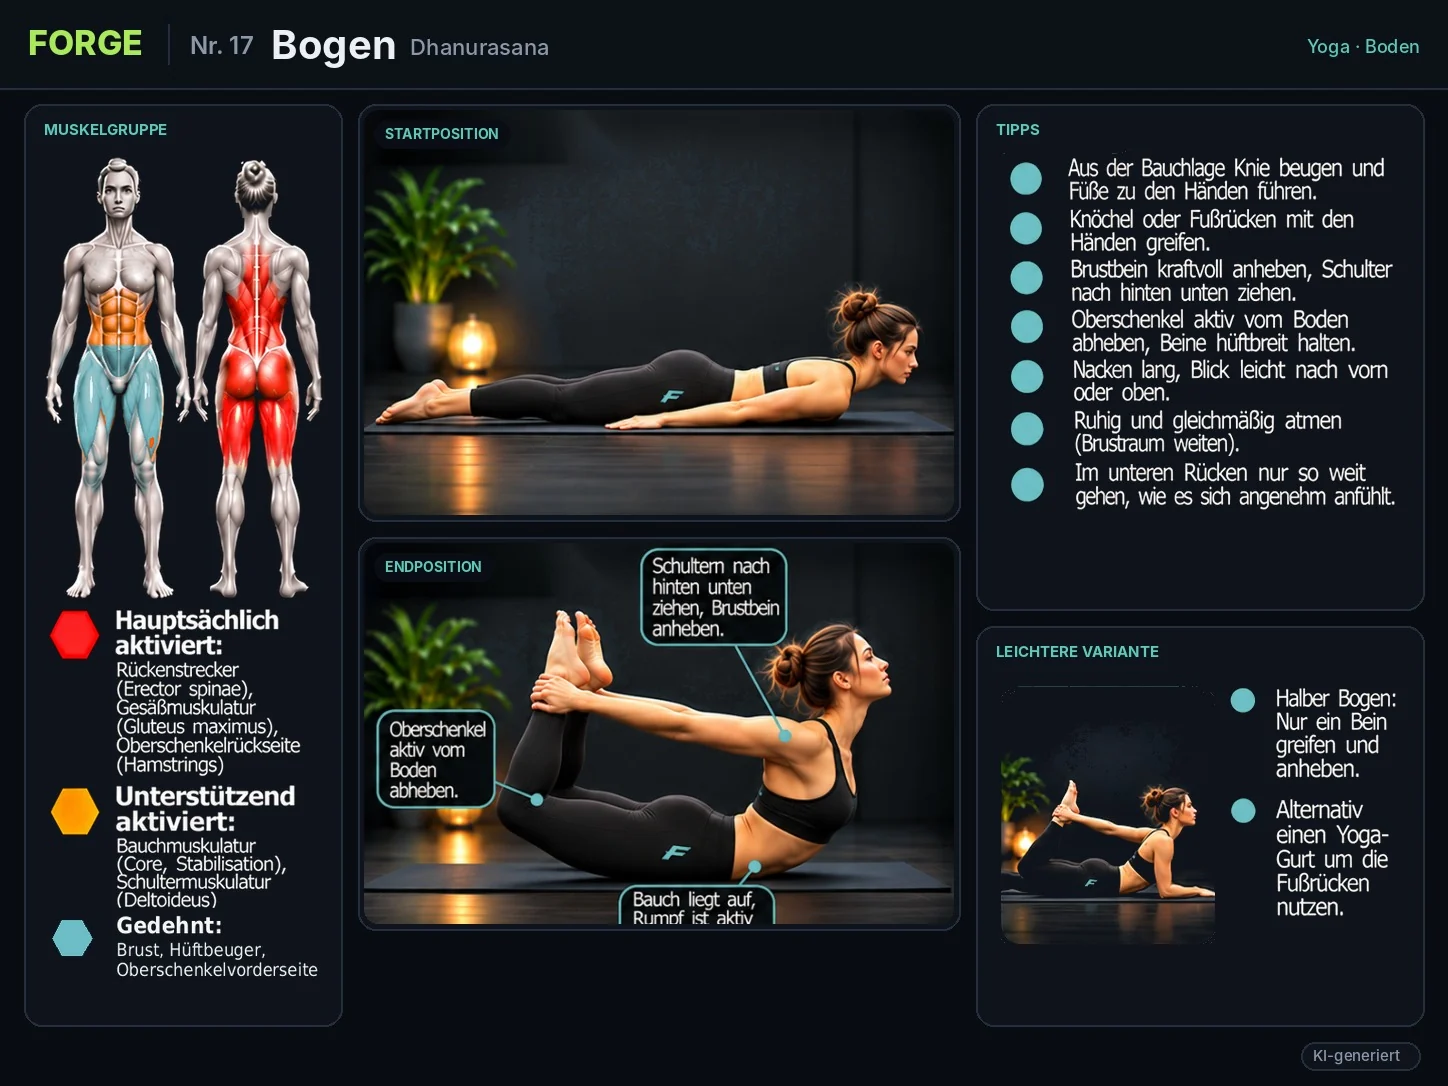 FORGE
Nr. 17 Bogen Dhanurasana
Yoga · Boden
MUSKELGRUPPE
Hauptsächlich
aktiviert:
Rückenstrecker
(Erector spinae),
Gesäßmuskulatur
(Gluteus maximus),
Oberschenkelrückseite
(Hamstrings)
Unterstützend
aktiviert:
Bauchmuskulatur
(Core, Stabilisation),
Schultermuskulatur
(Deltoideus)
Gedehnt:
Brust, Hüftbeuger,
Oberschenkelvorderseite
STARTPOSITION
F
ENDPOSITION
Schultern nach
hinten unten
ziehen, Brustbein
anheben.
Oberschenkel
aktiv vom
Boden
abheben.
F
Bauch liegt auf,
Rumpf ist aktiv
TIPPS
Aus der Bauchlage Knie beugen und
Füße zu den Händen führen.
Knöchel oder Fußrücken mit den
Händen greifen.
Brustbein kraftvoll anheben, Schulter
nach hinten unten ziehen.
Oberschenkel aktiv vom Boden
abheben, Beine hüftbreit halten.
Nacken lang, Blick leicht nach vorn
oder oben.
Ruhig und gleichmäßig atmen
(Brustraum weiten).
Im unteren Rücken nur so weit
gehen, wie es sich angenehm anfühlt.
LEICHTERE VARIANTE
F
Halber Bogen:
Nur ein Bein
greifen und
anheben.
Alternativ
einen Yoga-
Gurt um die
Fußrücken
nutzen.
KI-generiert